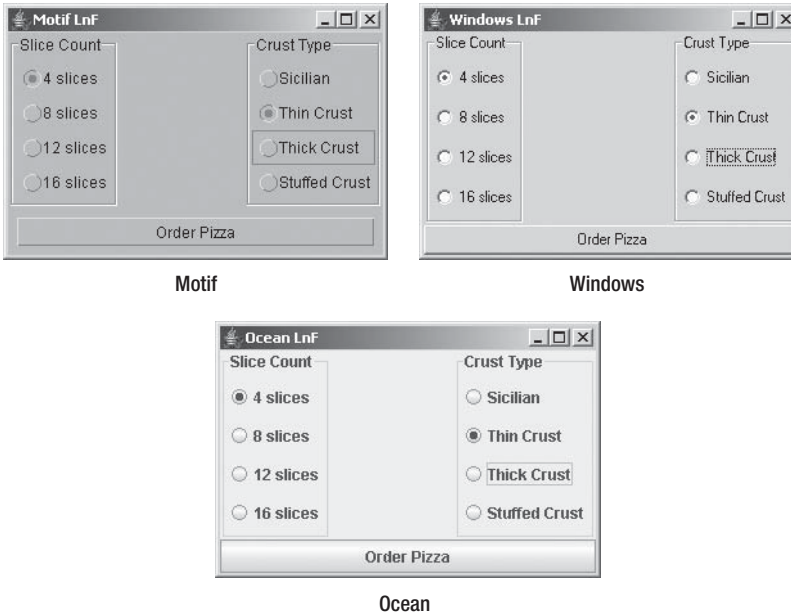 Motif LnF
Slice Count
4 slices
8 slices
12 slices
16 slices
Crust Type
Sicilian
Thin Crust
Thick Crust
Stuffed Crust
Order Pizza
Motif
Windows LnF
Slice Count
4 slices
8 slices
12 slices
16 slices
Crust Type
Sicilian
Thin Crust
Thick Crust
Stuffed Crust
Order Pizza
Windows
Ocean LnF
Slice Count
4 slices
8 slices
12 slices
16 slices
Crust Type
Sicilian
Thin Crust
Thick Crust
Stuffed Crust
Order Pizza
Ocean